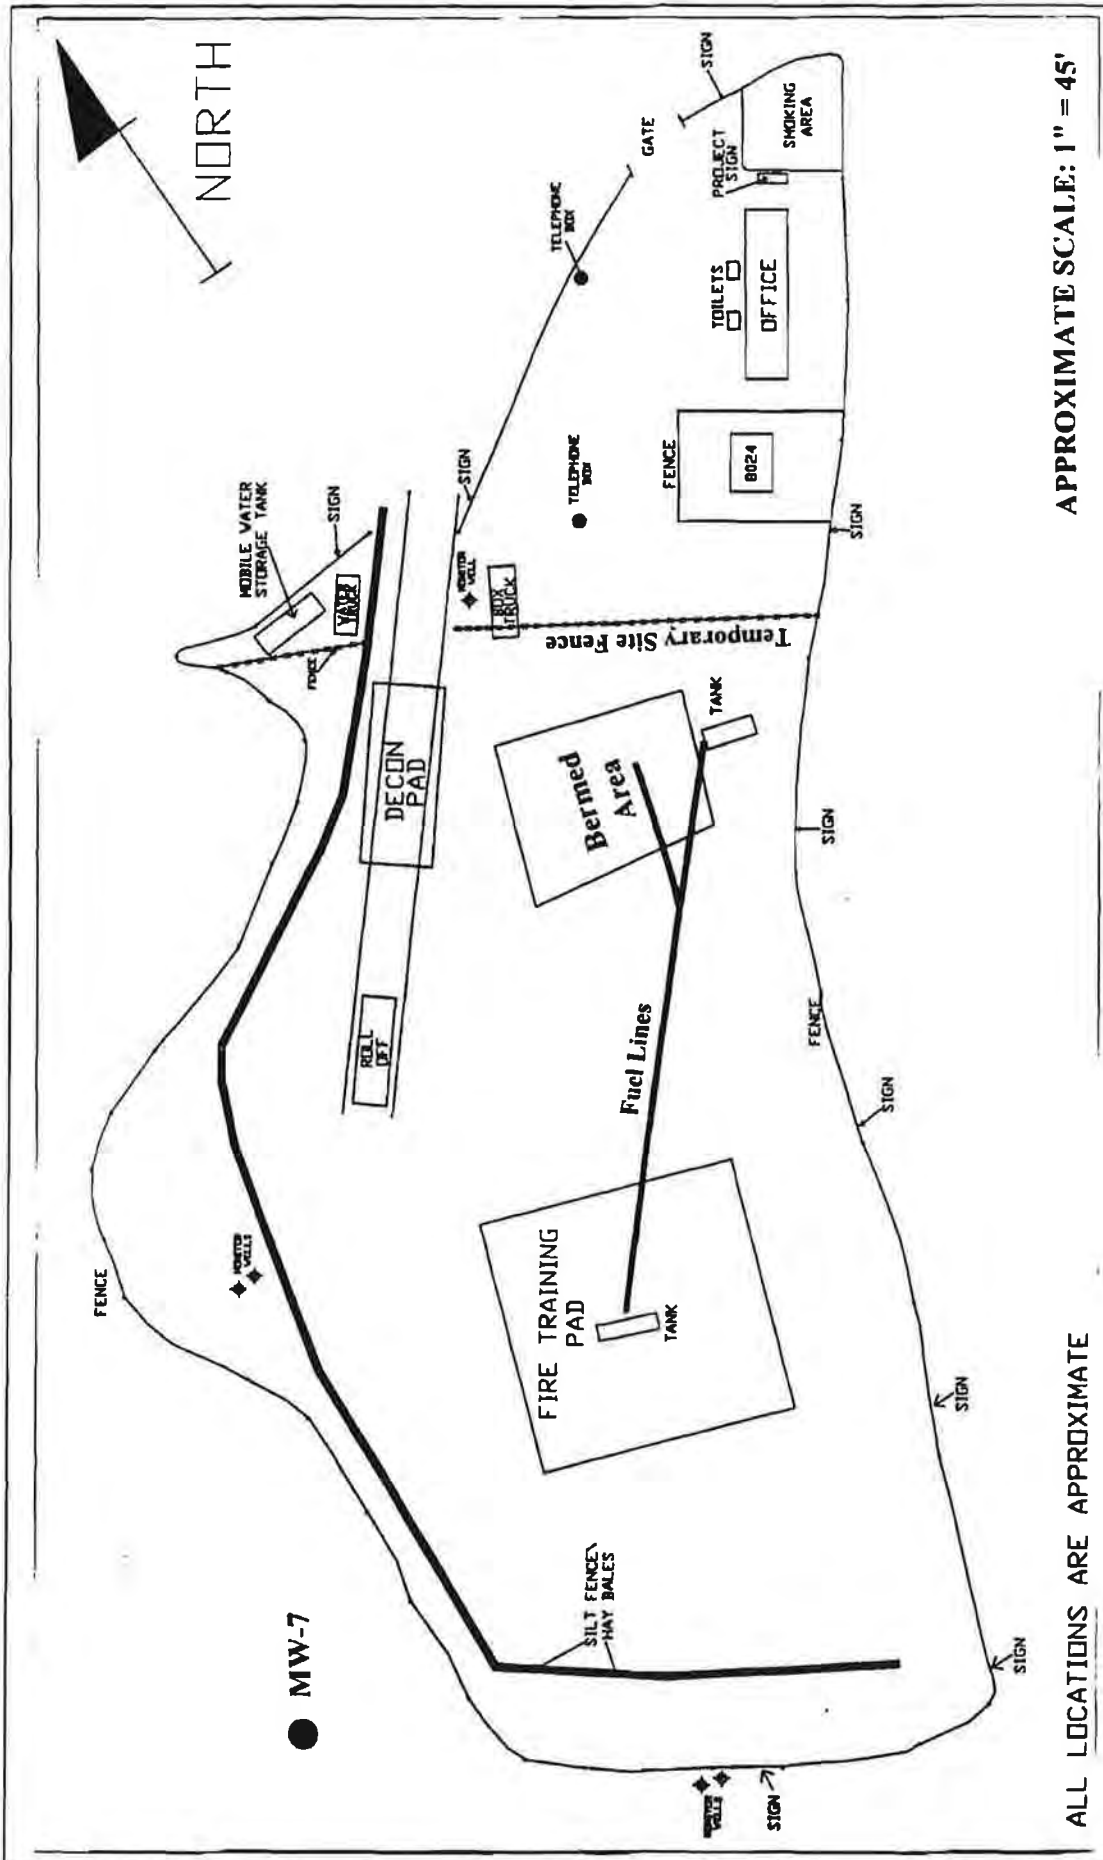 NORTH
SIGN
SMOKING
AREA
PROJECT
SIGN
GATE
TELEPHONE
BOX
TOILETS
OFFICE
TELEPHONE
BOX
FENCE
8024
SIGN
SIGN
MOBILE WATER
STORAGE TANK
SIGN
WATER
TRUCK
FENCE
MONITOR
WELL
BOX
TRUCK
Temporary Site Fence
DECON
PAD
Bermed
Area
TANK
SIGN
ROLL
OFF
Fuel Lines
FENCE
SIGN
FENCE
MONITOR
WELLS
FIRE TRAINING
PAD
TANK
SIGN
SILT FENCE\
HAY BALES
MW-7
SIGN
MONITOR
WELLS
SIGN
ALL LOCATIONS ARE APPROXIMATE
APPROXIMATE SCALE: 1" = 45'